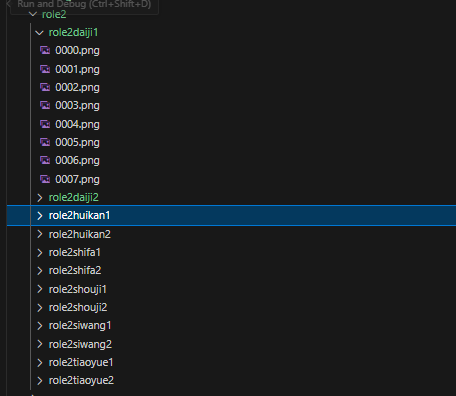 Run and Debug (Ctrl+Shift+D)
role2
role2daiji1
0000.png
0001.png
0002.png
0003.png
0004.png
0005.png
0006.png
0007.png
role2daiji2
role2huikan1
role2huikan2
role2shifa1
role2shifa2
role2shouji1
role2shouji2
role2siwang1
role2siwang2
role2tiaoyue1
role2tiaoyue2